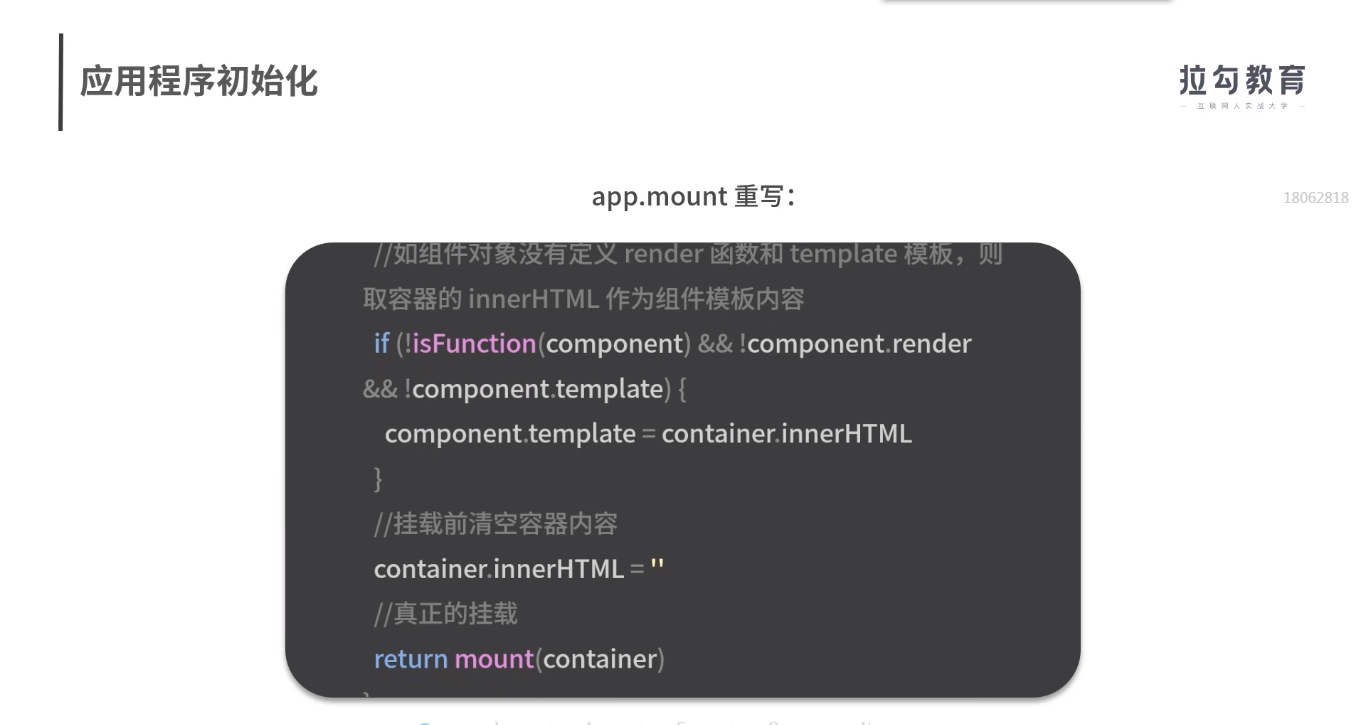 应用程序初始化
拉勾教育
互联网人实战大学
app.mount 重写：
18062818
//如组件对象没有定义 render 函数和 template 模板，则
取容器的 innerHTML 作为组件模板内容
if (!isFunction(component) && !component.render
&& !component.template) {
component.template = container.innerHTML
}
//挂载前清空容器内容
container.innerHTML = ''
//真正的挂载
return mount(container)
}